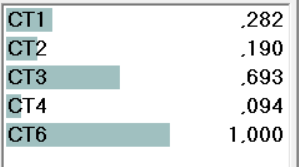 CT1 ,282
CT2 ,190
CT3 ,693
CT4 ,094
CT6 1,000